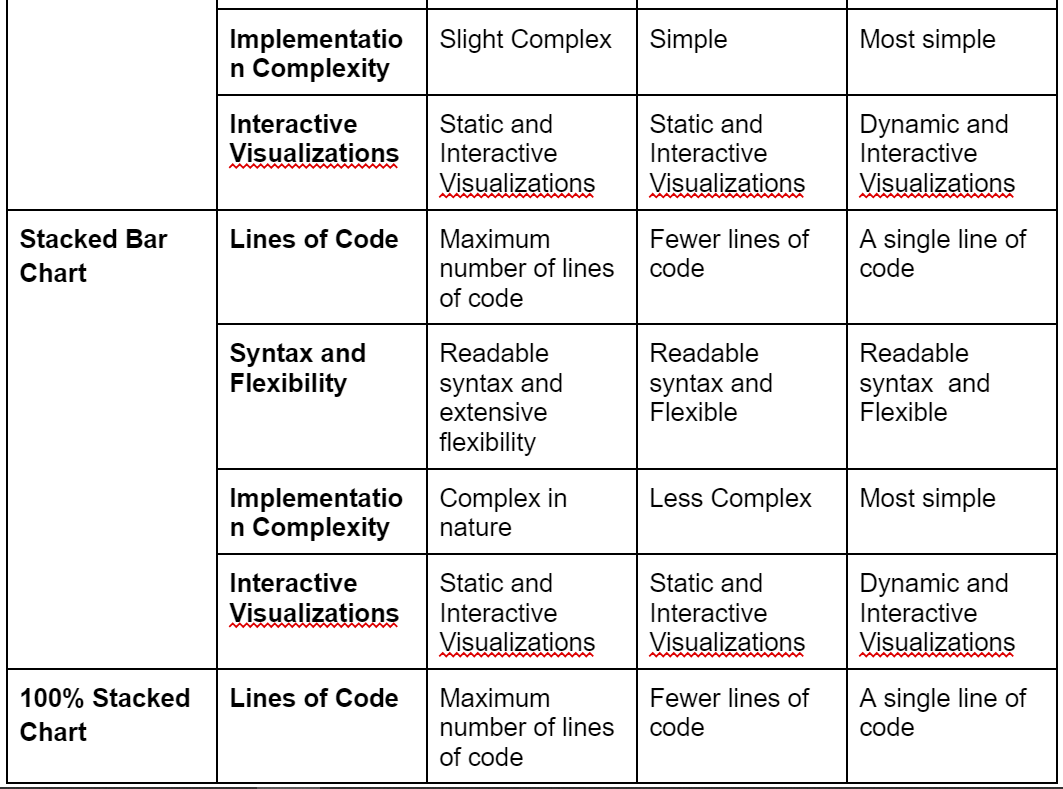 Implementatio
n Complexity
Slight Complex
Simple
Most simple
Interactive
Visualizations
Static and
Interactive
Visualizations
Static and
Interactive
Visualizations
Dynamic and
Interactive
Visualizations
Stacked Bar
Chart
Lines of Code
Maximum
number of lines
of code
Fewer lines of
code
A single line of
code
Syntax and
Flexibility
Readable
syntax and
extensive
flexibility
Readable
syntax and
Flexible
Readable
syntax  and
Flexible
Implementatio
n Complexity
Complex in
nature
Less Complex
Most simple
Interactive
Visualizations
Static and
Interactive
Visualizations
Static and
Interactive
Visualizations
Dynamic and
Interactive
Visualizations
100% Stacked
Chart
Lines of Code
Maximum
number of lines
of code
Fewer lines of
code
A single line of
code